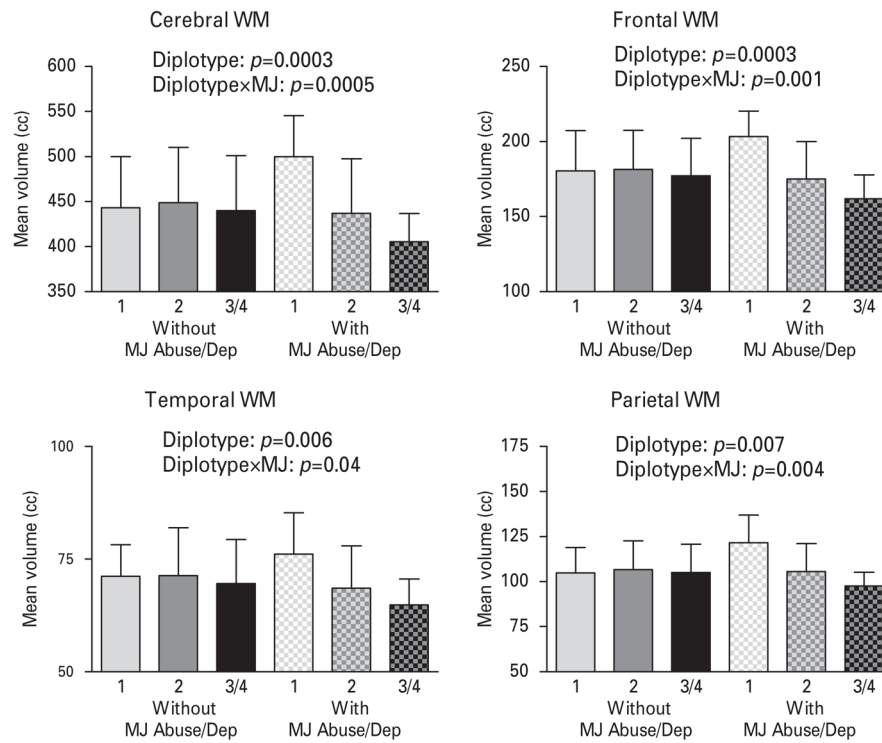 Cerebral WM
Diplotype: p=0.0003
Diplotype×MJ: p=0.0005
Mean volume (cc)
600
550
500
450
400
350
1 2 3/4 1 2 3/4
Without With
MJ Abuse/Dep MJ Abuse/Dep
Frontal WM
Diplotype: p=0.0003
Diplotype×MJ: p=0.001
Mean volume (cc)
250
200
150
100
1 2 3/4 1 2 3/4
Without With
MJ Abuse/Dep MJ Abuse/Dep
Temporal WM
Diplotype: p=0.006
Diplotype×MJ: p=0.04
Mean volume (cc)
100
75
50
1 2 3/4 1 2 3/4
Without With
MJ Abuse/Dep MJ Abuse/Dep
Parietal WM
Diplotype: p=0.007
Diplotype×MJ: p=0.004
Mean volume (cc)
175
150
125
100
75
50
1 2 3/4 1 2 3/4
Without With
MJ Abuse/Dep MJ Abuse/Dep